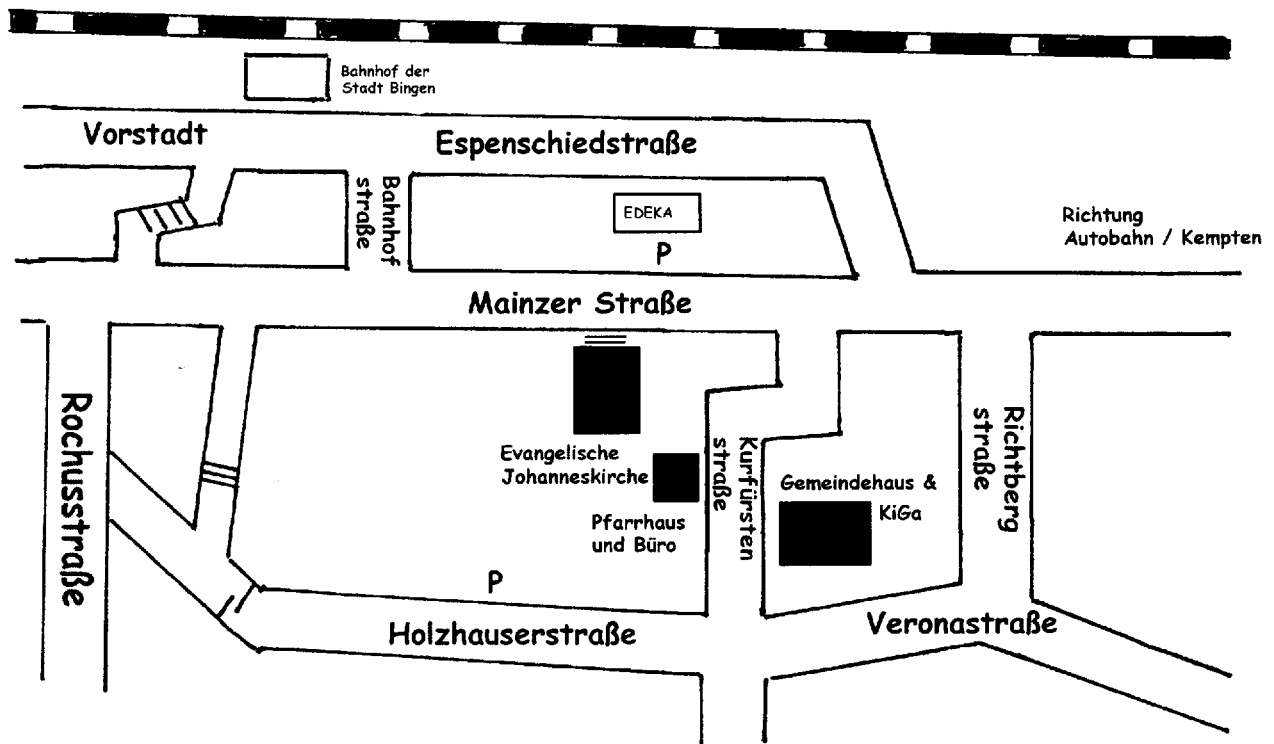 Bahnhof der
Stadt Bingen
Vorstadt
Espenschiedstraße
Bahnhof
straße
EDEKA
P
Richtung
Autobahn / Kempten
Mainzer Straße
Rochusstraße
Evangelische
Johanneskirche
Pfarrhaus
und Büro
Kurfürsten
straße
Gemeindehaus &
KiGa
Richtberg
straße
P
Holzhauserstraße
Veronastraße